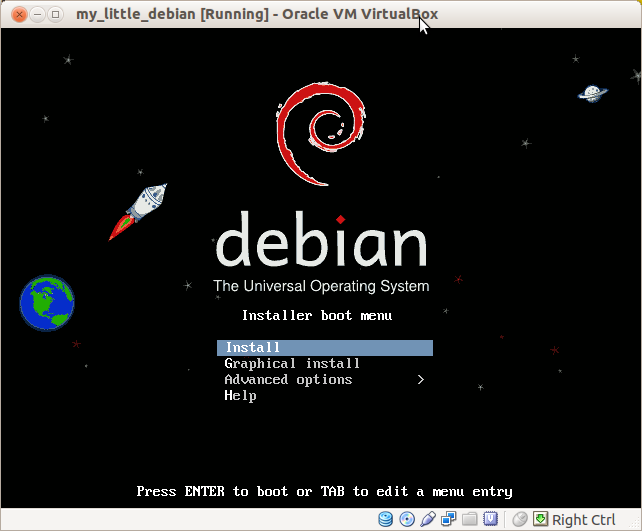 my_little_debian [Running] - Oracle VM VirtualBox
debian
The Universal Operating System
Installer boot menu
Install
Graphical install
Advanced options >
Help
Press ENTER to boot or TAB to edit a menu entry
Right Ctrl